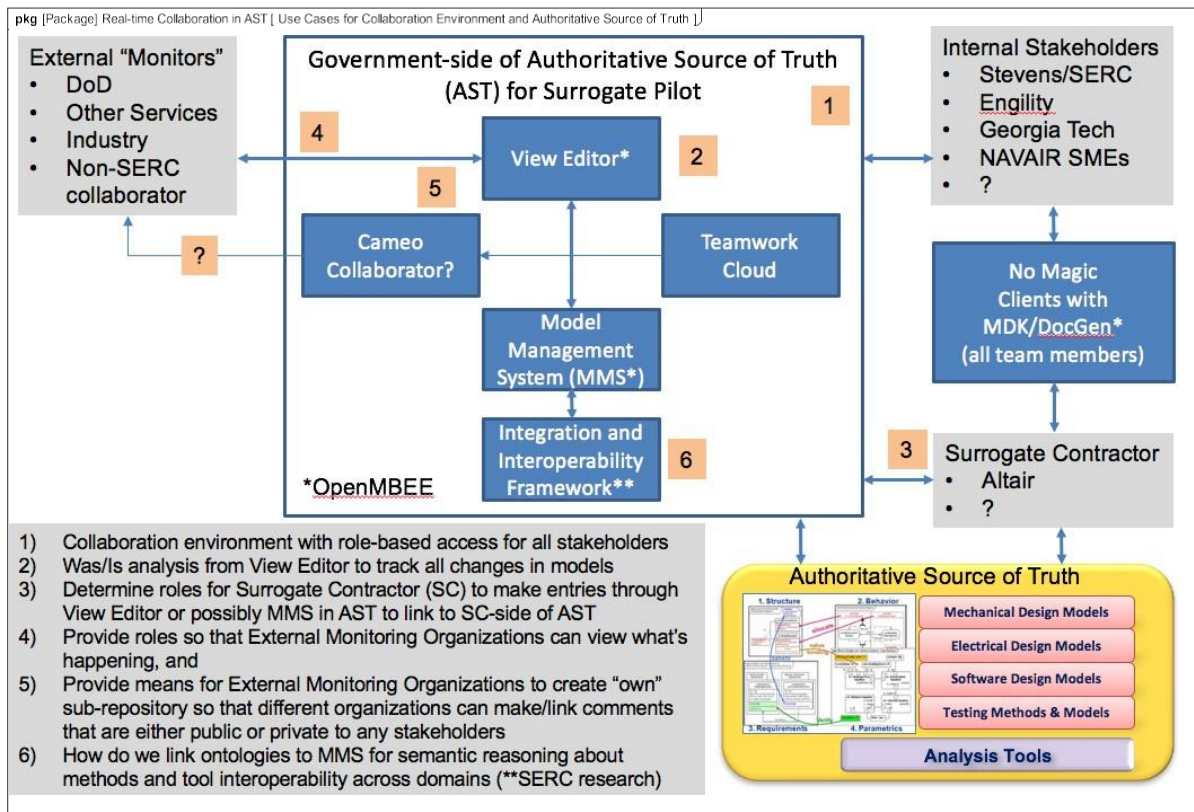 pkg [Package] Real-time Collaboration in AST [ Use Cases for Collaboration Environment and Authoritative Source of Truth ]
External “Monitors”
• DoD
• Other Services
• Industry
• Non-SERC
collaborator
Government-side of Authoritative Source of Truth
(AST) for Surrogate Pilot
1
Internal Stakeholders
• Stevens/SERC
• Engility
• Georgia Tech
• NAVAIR SMEs
• ?
4
View Editor*
2
5
?
Cameo
Collaborator?
Teamwork
Cloud
No Magic
Clients with
MDK/DocGen*
(all team members)
Model
Management
System (MMS*)
Integration and
Interoperability
Framework**
6
*OpenMBEE
3
Surrogate Contractor
• Altair
• ?
1) Collaboration environment with role-based access for all stakeholders
2) Was/Is analysis from View Editor to track all changes in models
3) Determine roles for Surrogate Contractor (SC) to make entries through
View Editor or possibly MMS in AST to link to SC-side of AST
4) Provide roles so that External Monitoring Organizations can view what’s
happening, and
5) Provide means for External Monitoring Organizations to create “own”
sub-repository so that different organizations can make/link comments
that are either public or private to any stakeholders
6) How do we link ontologies to MMS for semantic reasoning about
methods and tool interoperability across domains (**SERC research)
Authoritative Source of Truth
1. Structure
2. Behavior
3. Requirements
4. Parametrics
Mechanical Design Models
Electrical Design Models
Software Design Models
Testing Methods & Models
Analysis Tools